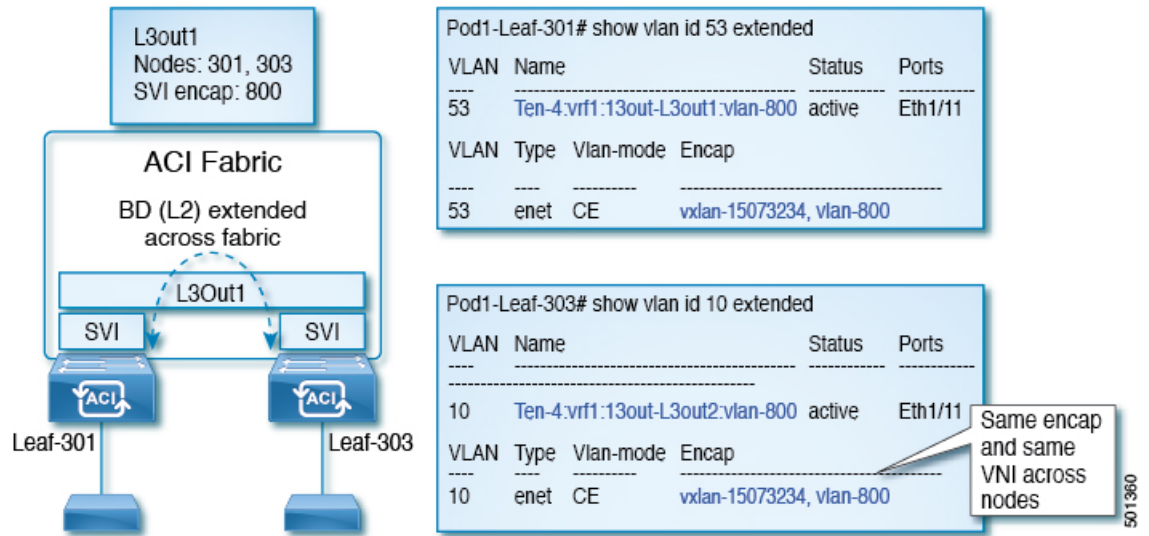 L3out1
Nodes: 301, 303
SVI encap: 800
ACI Fabric
BD (L2) extended
across fabric
L3Out1
SVI
SVI
ACI
ACI
Leaf-301
Leaf-303
Pod1-Leaf-301# show vlan id 53 extended
VLAN Name Status Ports
---- -------------------------------------------- ------------ ------------
53 Ten-4:vrf1:13out-L3out1:vlan-800 active Eth1/11
VLAN Type Vlan-mode Encap
---- ---- ---------- ------------------------------------------
53 enet CE vxlan-15073234, vlan-800
Pod1-Leaf-303# show vlan id 10 extended
VLAN Name Status Ports
---- -------------------------------------------- ------------ ------------
-------------------------------------------------
10 Ten-4:vrf1:13out-L3out2:vlan-800 active Eth1/11
VLAN Type Vlan-mode Encap
---- ---- ---------- ------------------------------------------
10 enet CE vxlan-15073234, vlan-800
Same encap
and same
VNI across
nodes
501360